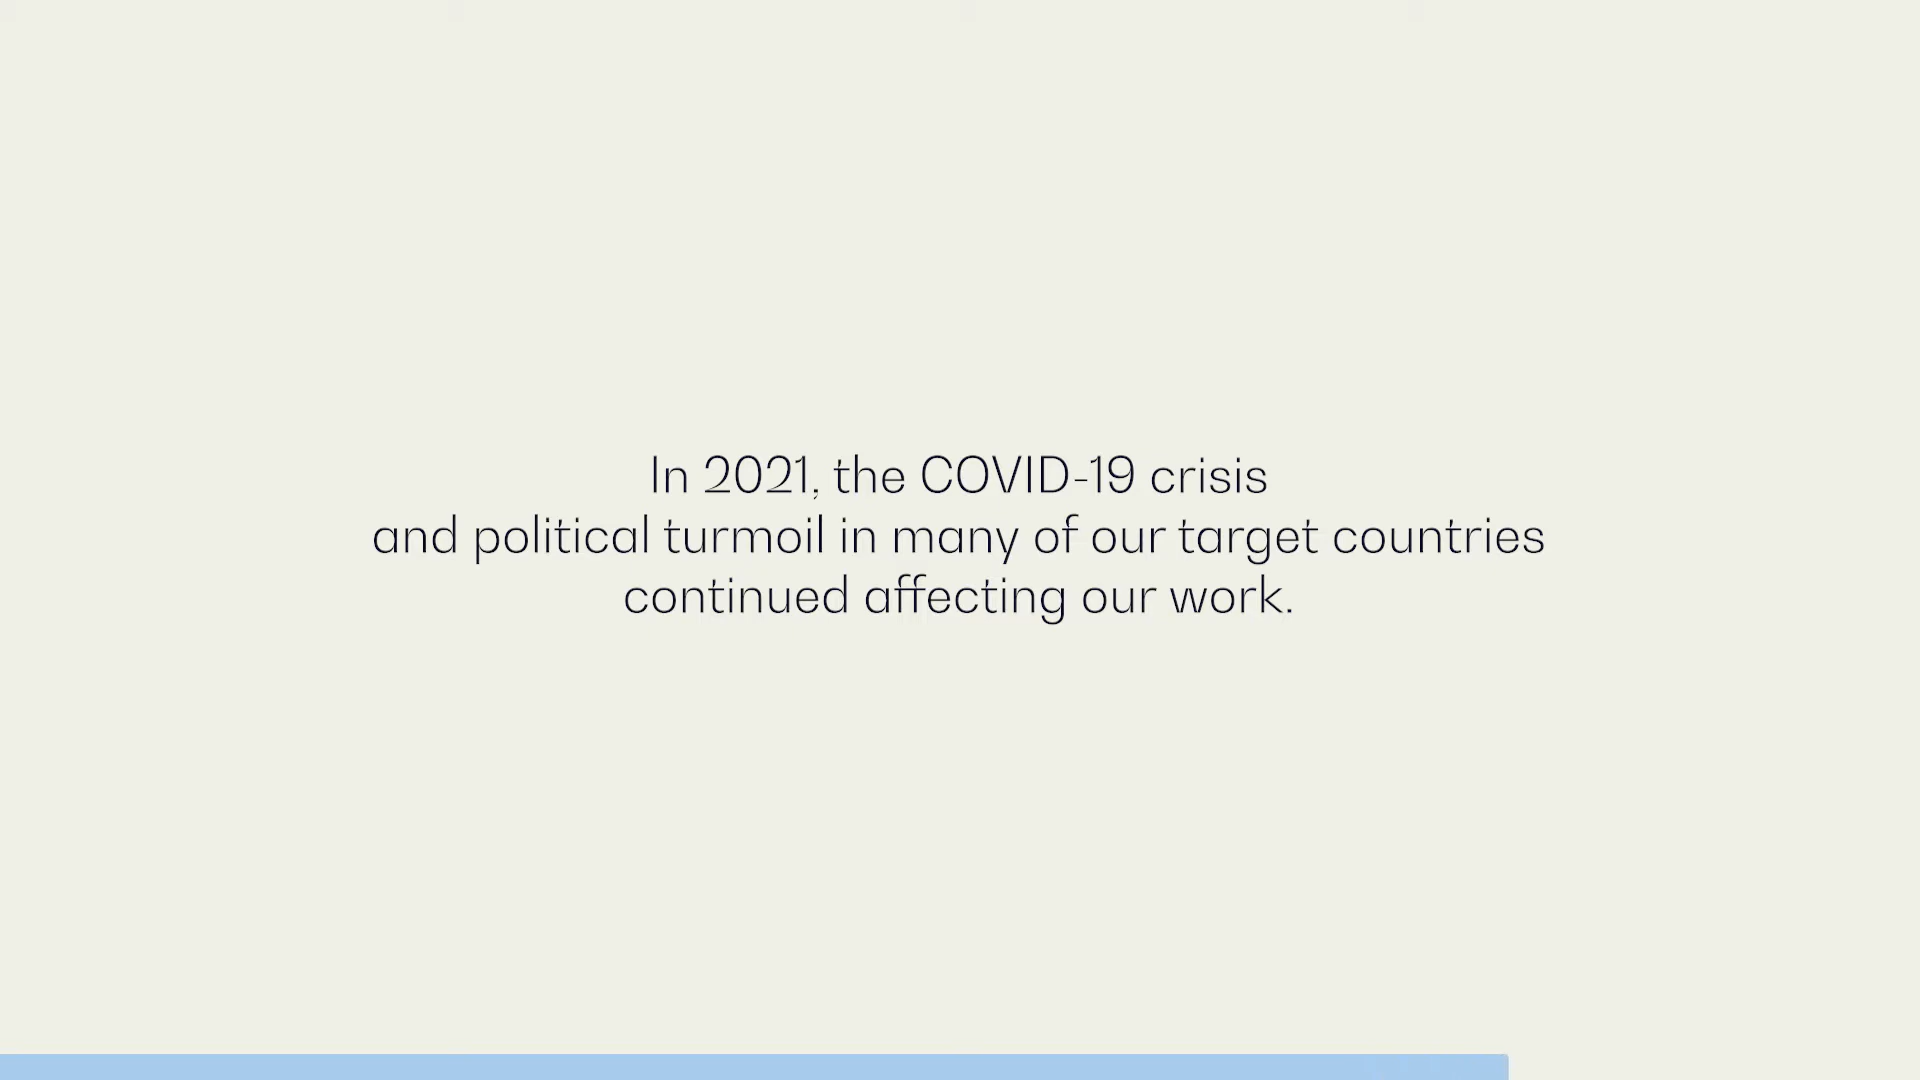 In 2021, the COVID-19 crisis
and political turmoil in many of our target countries
continued affecting our work.